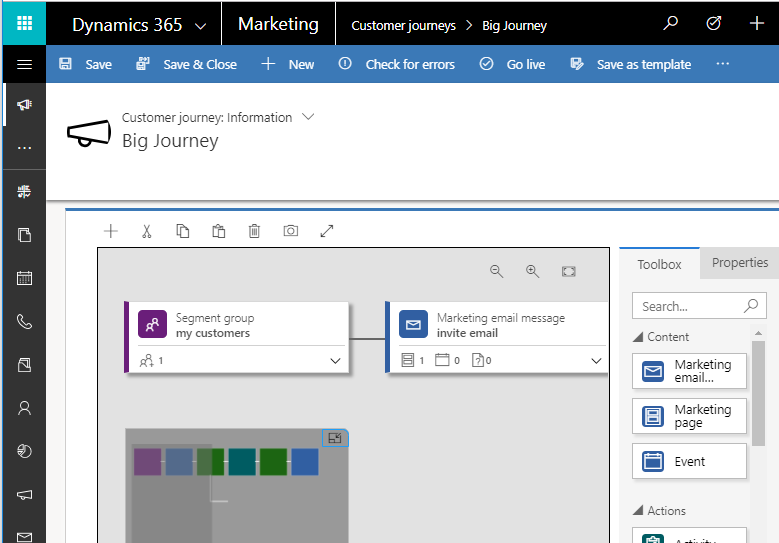 Dynamics 365 Marketing Customer journeys > Big Journey
Save Save & Close New Check for errors Go live Save as template ...
Customer journey: Information
Big Journey
Toolbox Properties
Search...
Segment group
my customers
1
Marketing email message
invite email
1 0 0
Content
Marketing
email...
Marketing
page
Event
Actions